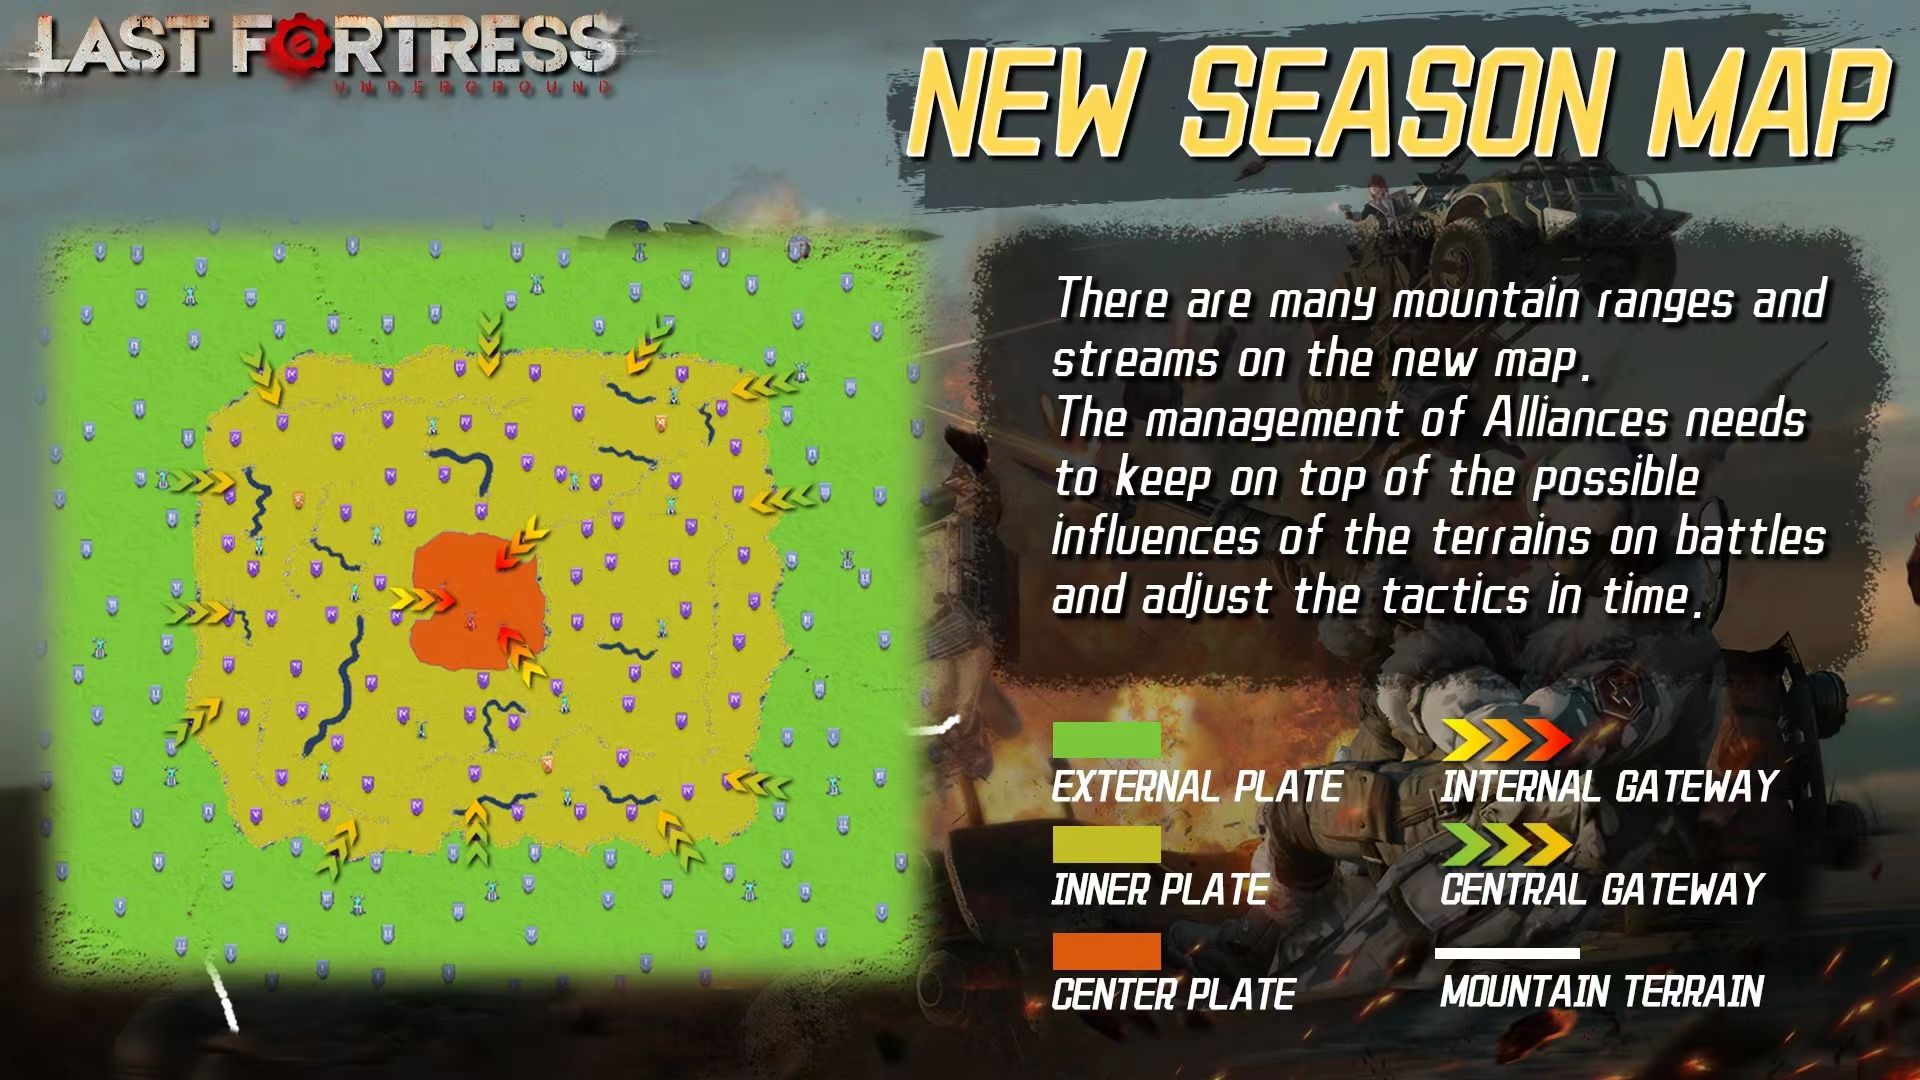 LAST FORTRESS
UNDERGROUND
NEW SEASON MAP
There are many mountain ranges and
streams on the new map.
The management of Alliances needs
to keep on top of the possible
influences of the terrains on battles
and adjust the tactics in time.
EXTERNAL PLATE
INTERNAL GATEWAY
INNER PLATE
CENTRAL GATEWAY
CENTER PLATE
MOUNTAIN TERRAIN